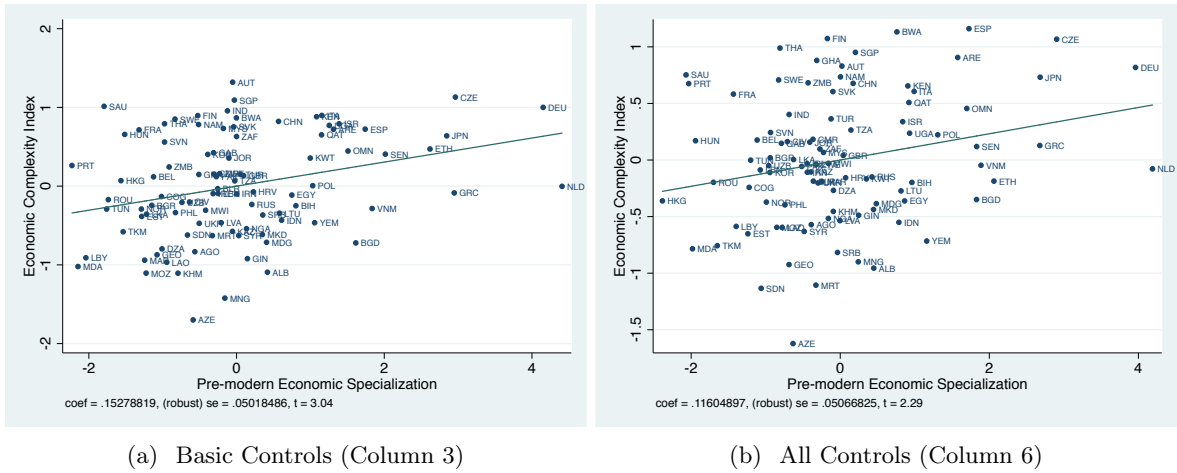 2
1
0
-1
-2
Economic Complexity Index
AUT
SGP
IND
FIN
BWA
CHN
SAU
CZE
DEU
THA
SWE
NAM
SVK
ZAF
QAT
ISR
ESP
FRA
HUN
SVN
JPN
ETH
OMN
SEN
KWT
JOR
PRT
ZMB
BEL
HKG
POL
NLD
GRC
HRV
EGY
BIH
VNM
RUS
ROU
COG
TUN
BGR
PHL
MWI
LTU
IDN
YEM
TKM
SDN
UKR
LVA
NGA
MRT
SYR
MKD
MDG
BGD
DZA
GEO
AGO
GIN
LBY
MDA
LAO
MOZ
KHM
ALB
MNG
AZE
-2
0
2
4
Pre-modern Economic Specialization
coef = .15278819, (robust) se = .05018486, t = 3.04
(a) Basic Controls (Column 3)
1
.5
0
-.5
-1
-1.5
Economic Complexity Index
BWA
ESP
FIN
CZE
THA
SGP
GHA
ARE
AUT
DEU
SAU
PRT
SWE
ZMB
NAM
CHN
JPN
SVK
KEN
ITA
FRA
QAT
OMN
IND
TUR
ISR
TZA
UGA
POL
HUN
SVN
BEL
SEN
GRC
VNM
NLD
ROU
HKG
COG
UZB
KOR
RUS
KWT
BIH
ETH
DZA
LTU
EGY
BGD
PHL
MDG
MKD
KHM
GIN
IDN
LBY
EST
AGO
LVA
SYR
MDA
TKM
YEM
SRB
GEO
MNG
ALB
SDN
MRT
AZE
-2
0
2
4
Pre-modern Economic Specialization
coef = .11604897, (robust) se = .05066825, t = 2.29
(b) All Controls (Column 6)